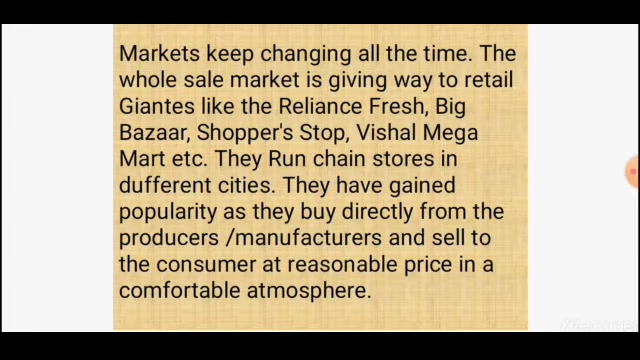 Markets keep changing all the time. The
whole sale market is giving way to retail
Giantes like the Reliance Fresh, Big
Bazaar, Shopper's Stop, Vishal Mega
Mart etc. They Run chain stores in
dufferent cities. They have gained
popularity as they buy directly from the
producers /manufacturers and sell to
the consumer at reasonable price in a
comfortable atmosphere.